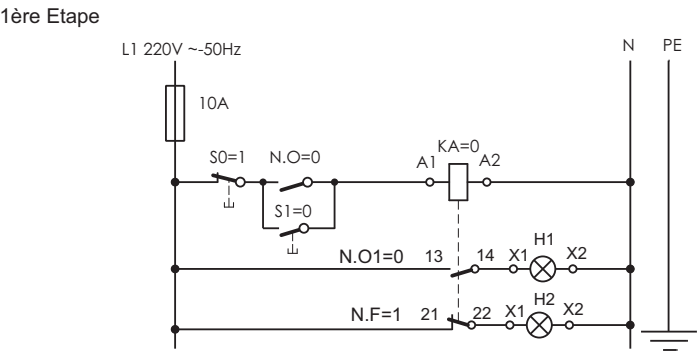 1ère Etape
L1 220V ~-50Hz
N
PE
10A
S0=1
N.O=0
KA=0
A1
A2
S1=0
N.O1=0
13
14
X1
H1
X2
N.F=1
21
22
X1
H2
X2